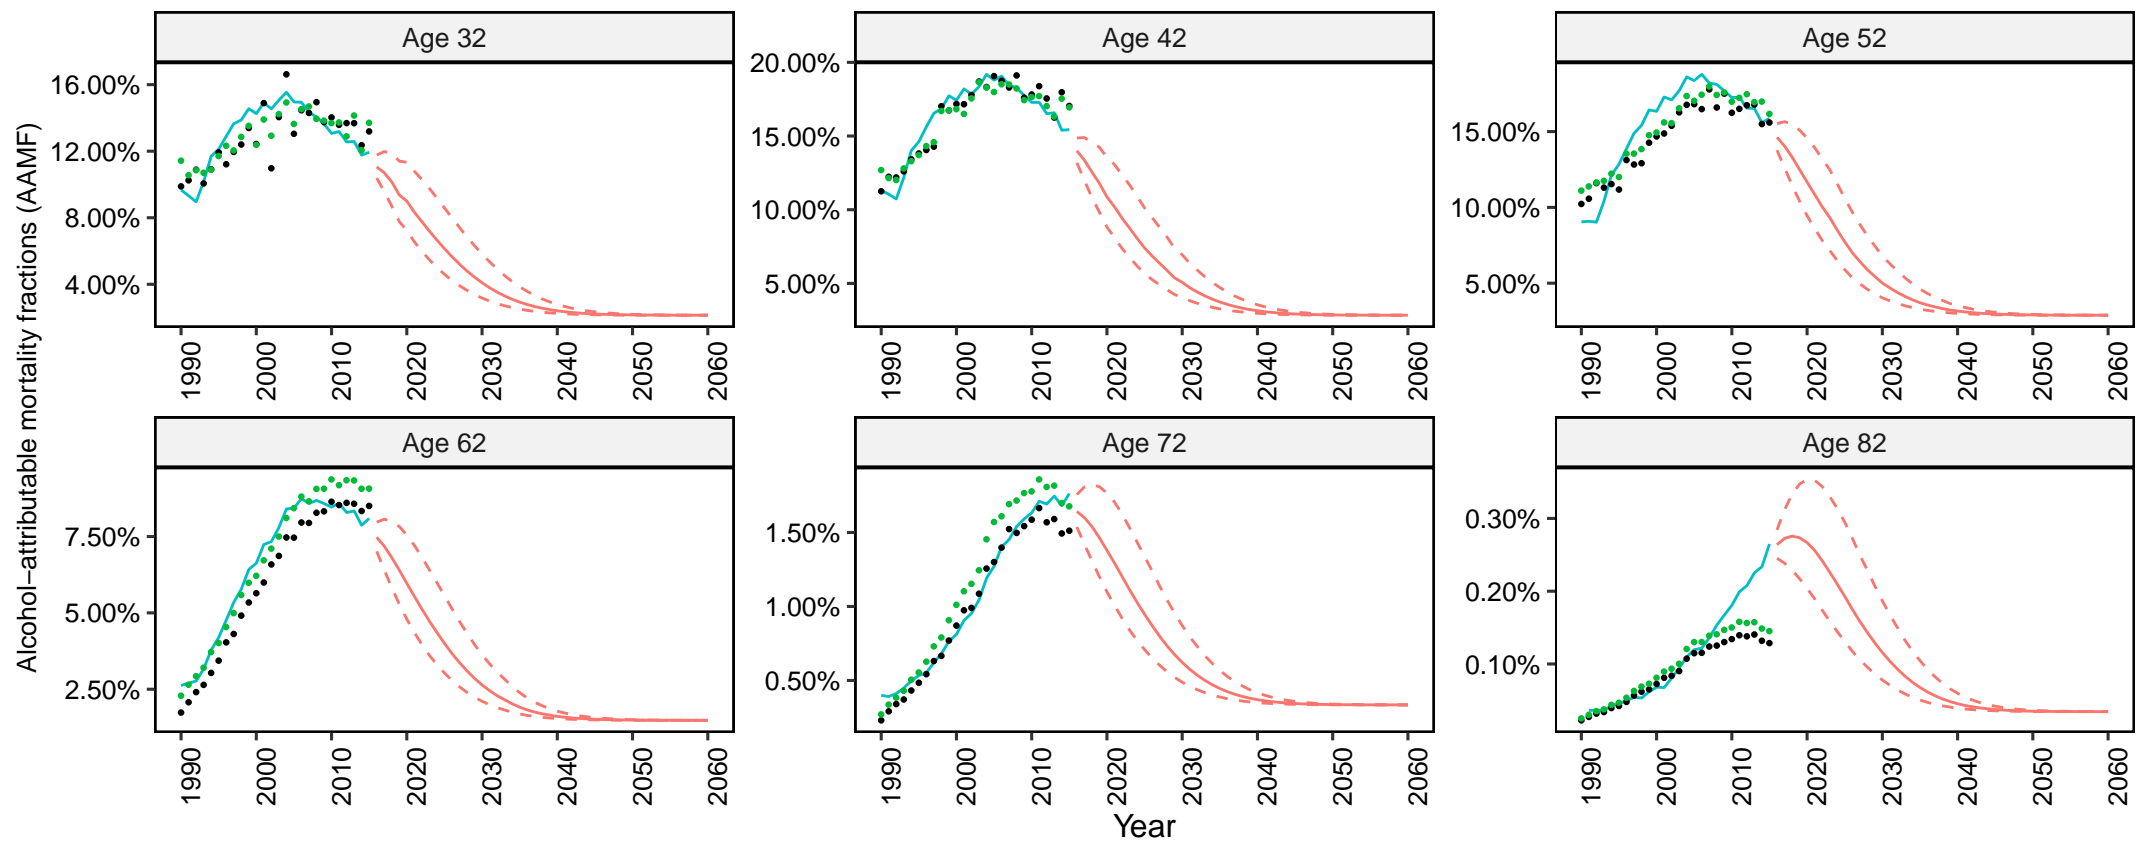 Age 32
Age 42
Age 52
16.00%
12.00%
8.00%
4.00%
20.00%
15.00%
10.00%
5.00%
15.00%
10.00%
5.00%
1990 2000 2010 2020 2030 2040 2050 2060
1990 2000 2010 2020 2030 2040 2050 2060
1990 2000 2010 2020 2030 2040 2050 2060
Alcohol−attributable mortality fractions (AAMF)
Age 62
Age 72
Age 82
7.50%
5.00%
2.50%
1.50%
1.00%
0.50%
0.30%
0.20%
0.10%
1990 2000 2010 2020 2030 2040 2050 2060
1990 2000 2010 2020 2030 2040 2050 2060
1990 2000 2010 2020 2030 2040 2050 2060
Year